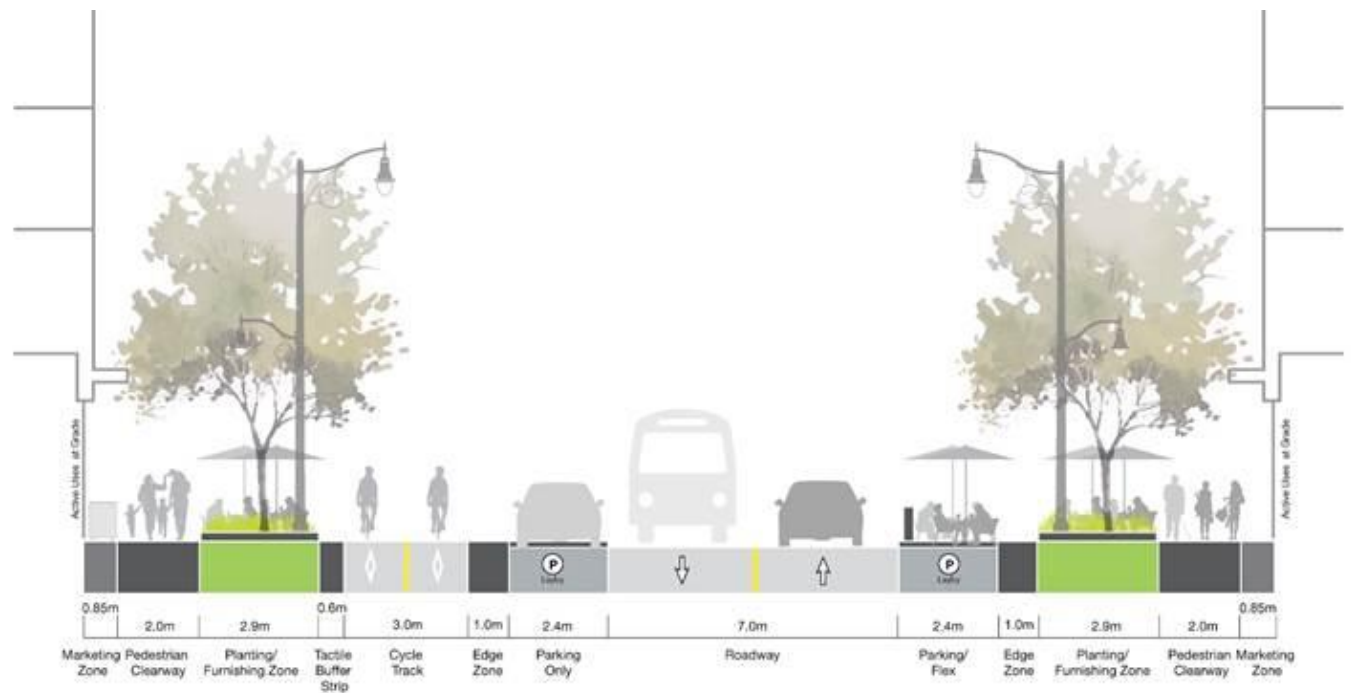 Active Uses at Grade
Active Uses at Grade
P
Layby
P
Layby
0.85m
2.0m
2.9m
0.6m
3.0m
1.0m
2.4m
7.0m
2.4m
1.0m
2.9m
2.0m
0.85m
Marketing
Zone
Pedestrian
Clearway
Planting/
Furnishing Zone
Tactile
Buffer
Strip
Cycle
Track
Edge
Zone
Parking
Only
Roadway
Parking/
Flex
Edge
Zone
Planting/
Furnishing Zone
Pedestrian
Clearway
Marketing
Zone